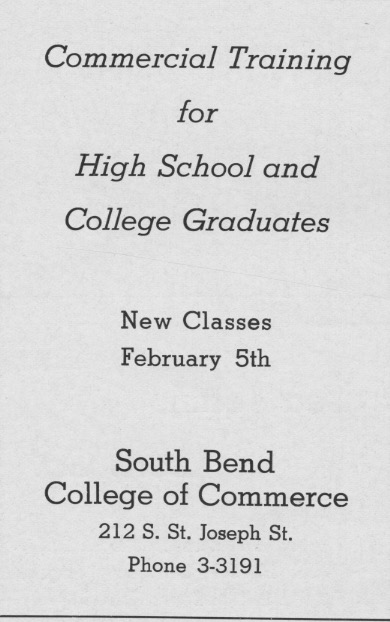 Commercial Training
for
High School and
College Graduates
New Classes
February 5th
South Bend
College of Commerce
212 S. St. Joseph St.
Phone 3-3191